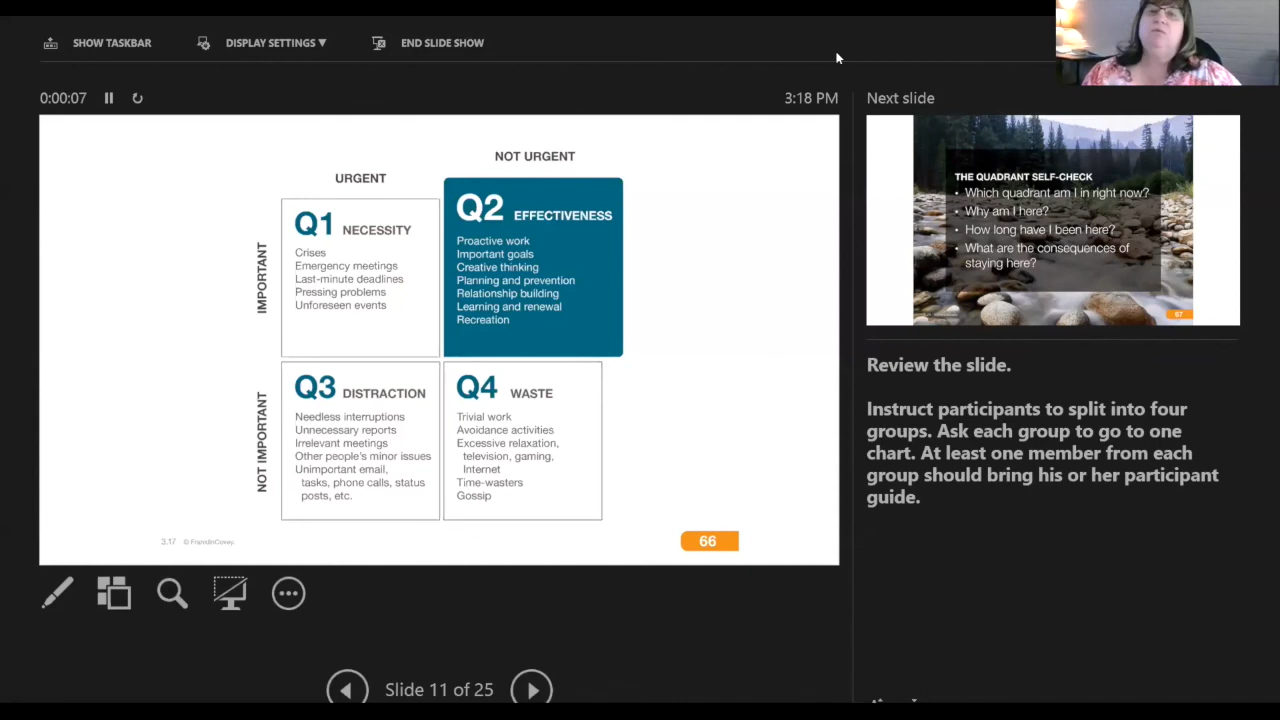 SHOW TASKBAR
DISPLAY SETTINGS ▼
END SLIDE SHOW
0:00:07
3:18 PM
NOT URGENT
URGENT
IMPORTANT
Q1 NECESSITY
Crises
Emergency meetings
Last-minute deadlines
Pressing problems
Unforeseen events
Q2 EFFECTIVENESS
Proactive work
Important goals
Creative thinking
Planning and prevention
Relationship building
Learning and renewal
Recreation
NOT IMPORTANT
Q3 DISTRACTION
Needless interruptions
Unnecessary reports
Irrelevant meetings
Other people's minor issues
Unimportant email,
tasks, phone calls, status
posts, etc.
Q4 WASTE
Trivial work
Avoidance activities
Excessive relaxation,
television, gaming,
Internet
Time-wasters
Gossip
3.17 © FranklinCovey.
66
Slide 11 of 25
Next slide
THE QUADRANT SELF-CHECK
• Which quadrant am I in right now?
• Why am I here?
• How long have I been here?
• What are the consequences of
staying here?
67
Review the slide.
Instruct participants to split into four
groups. Ask each group to go to one
chart. At least one member from each
group should bring his or her participant
guide.